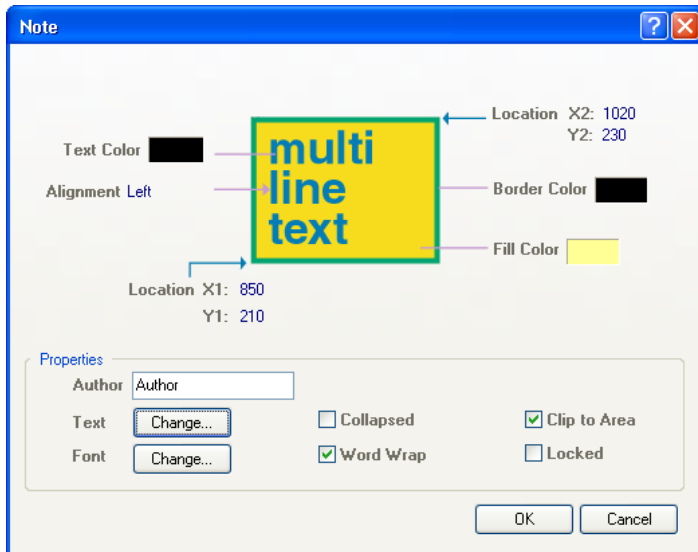 Note
Location X2: 1020
Y2: 230
multi
line
text
Text Color
Alignment Left
Border Color
Fill Color
Location X1: 850
Y1: 210
Properties
Author Author
Text Change... Collapsed Clip to Area
Font Change... Word Wrap Locked
OK Cancel